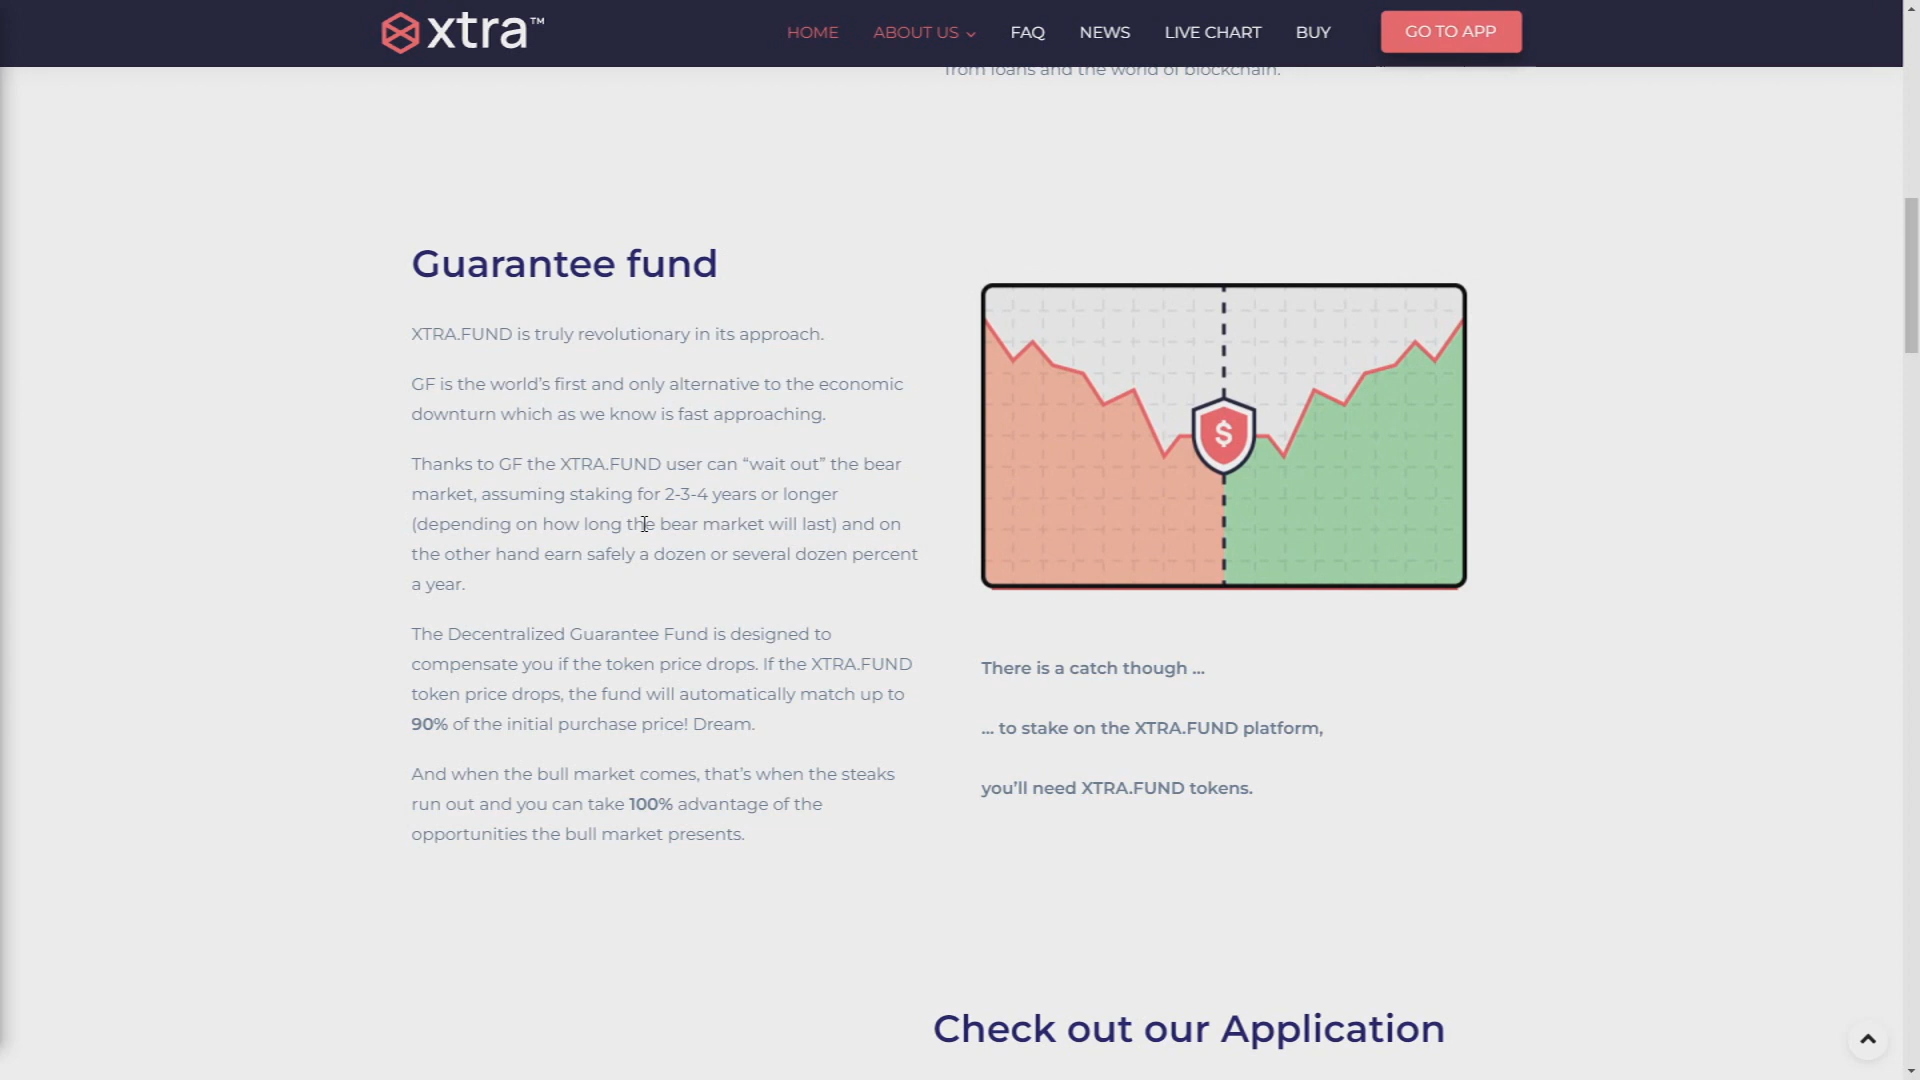 xtra™
HOME
ABOUT US
FAQ
NEWS
LIVE CHART
BUY
GO TO APP
from loans and the world of blockchain.
Guarantee fund
XTRA.FUND is truly revolutionary in its approach.
GF is the world’s first and only alternative to the economic
downturn which as we know is fast approaching.
Thanks to GF the XTRA.FUND user can “wait out” the bear
market, assuming staking for 2-3-4 years or longer
(depending on how long the bear market will last) and on
the other hand earn safely a dozen or several dozen percent
a year.
The Decentralized Guarantee Fund is designed to
compensate you if the token price drops. If the XTRA.FUND
token price drops, the fund will automatically match up to
90% of the initial purchase price! Dream.
And when the bull market comes, that’s when the steaks
run out and you can take 100% advantage of the
opportunities the bull market presents.
$
There is a catch though ...
... to stake on the XTRA.FUND platform,
you’ll need XTRA.FUND tokens.
Check out our Application